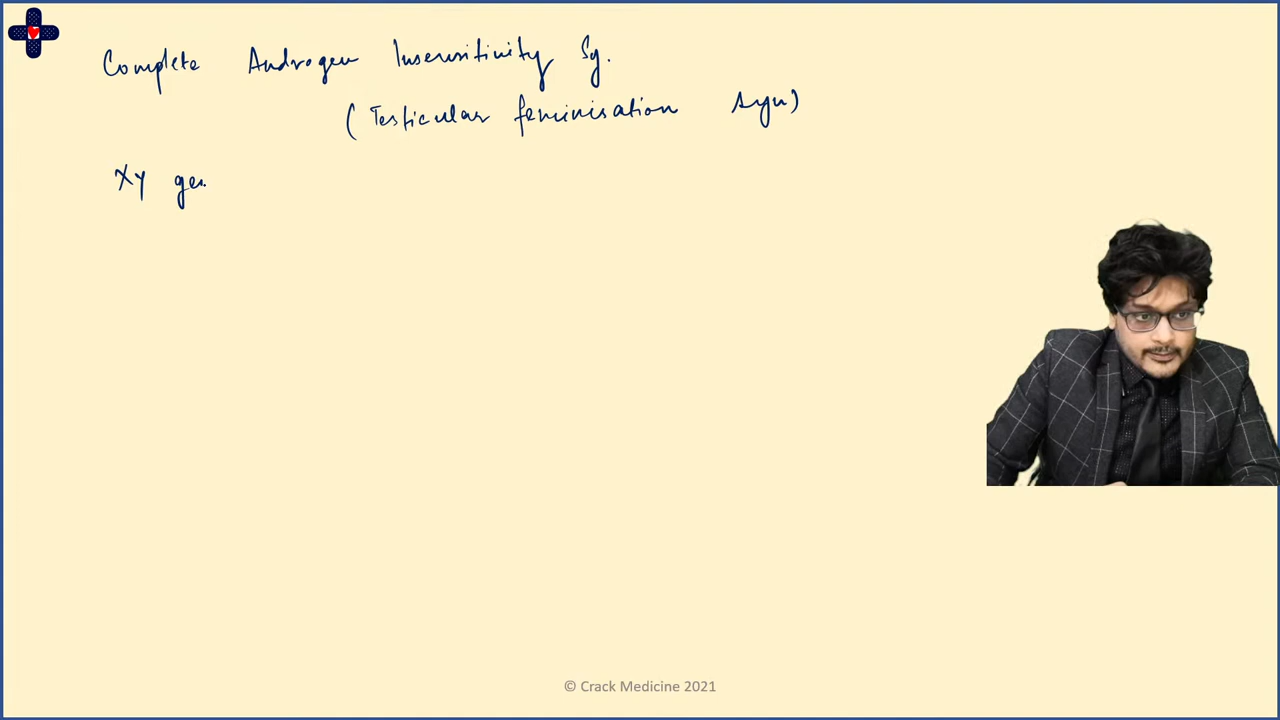 Complete Androgen Insensitivity Sy.
(Testicular feminisation syn)
XY gen
© Crack Medicine 2021